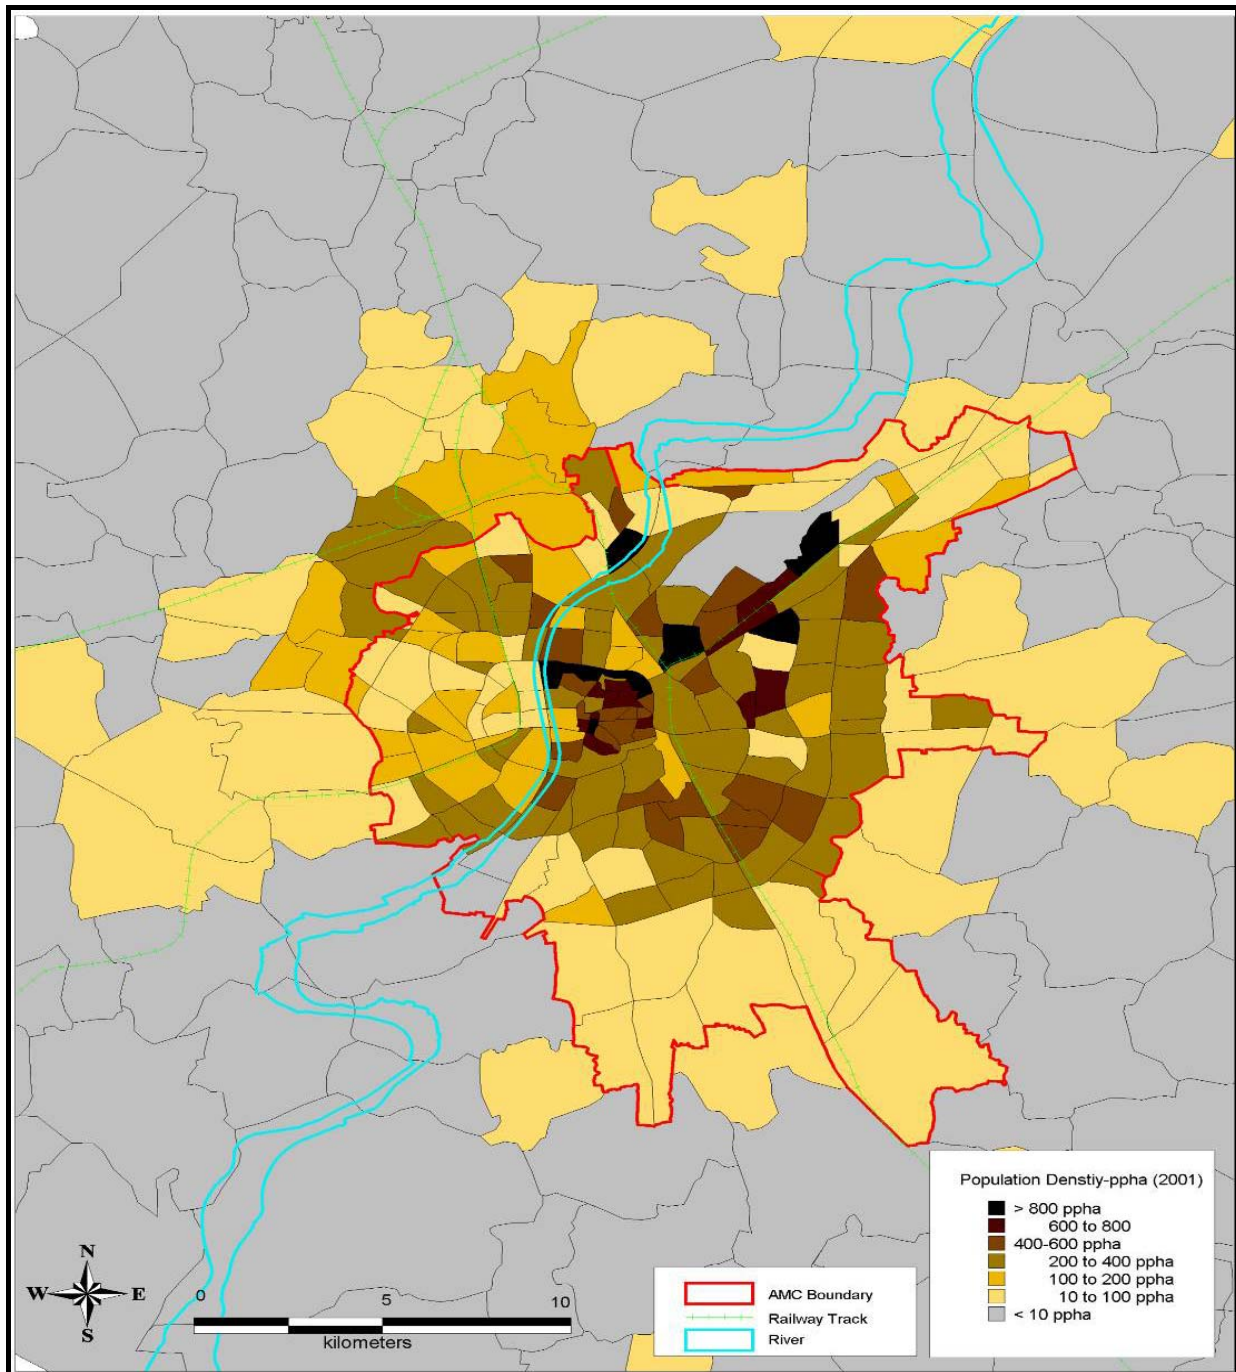 Population Denstiy-ppha (2001)
> 800 ppha
600 to 800
400-600 ppha
200 to 400 ppha
100 to 200 ppha
10 to 100 ppha
< 10 ppha
N
W E
S
0 5 10
kilometers
AMC Boundary
Railway Track
River